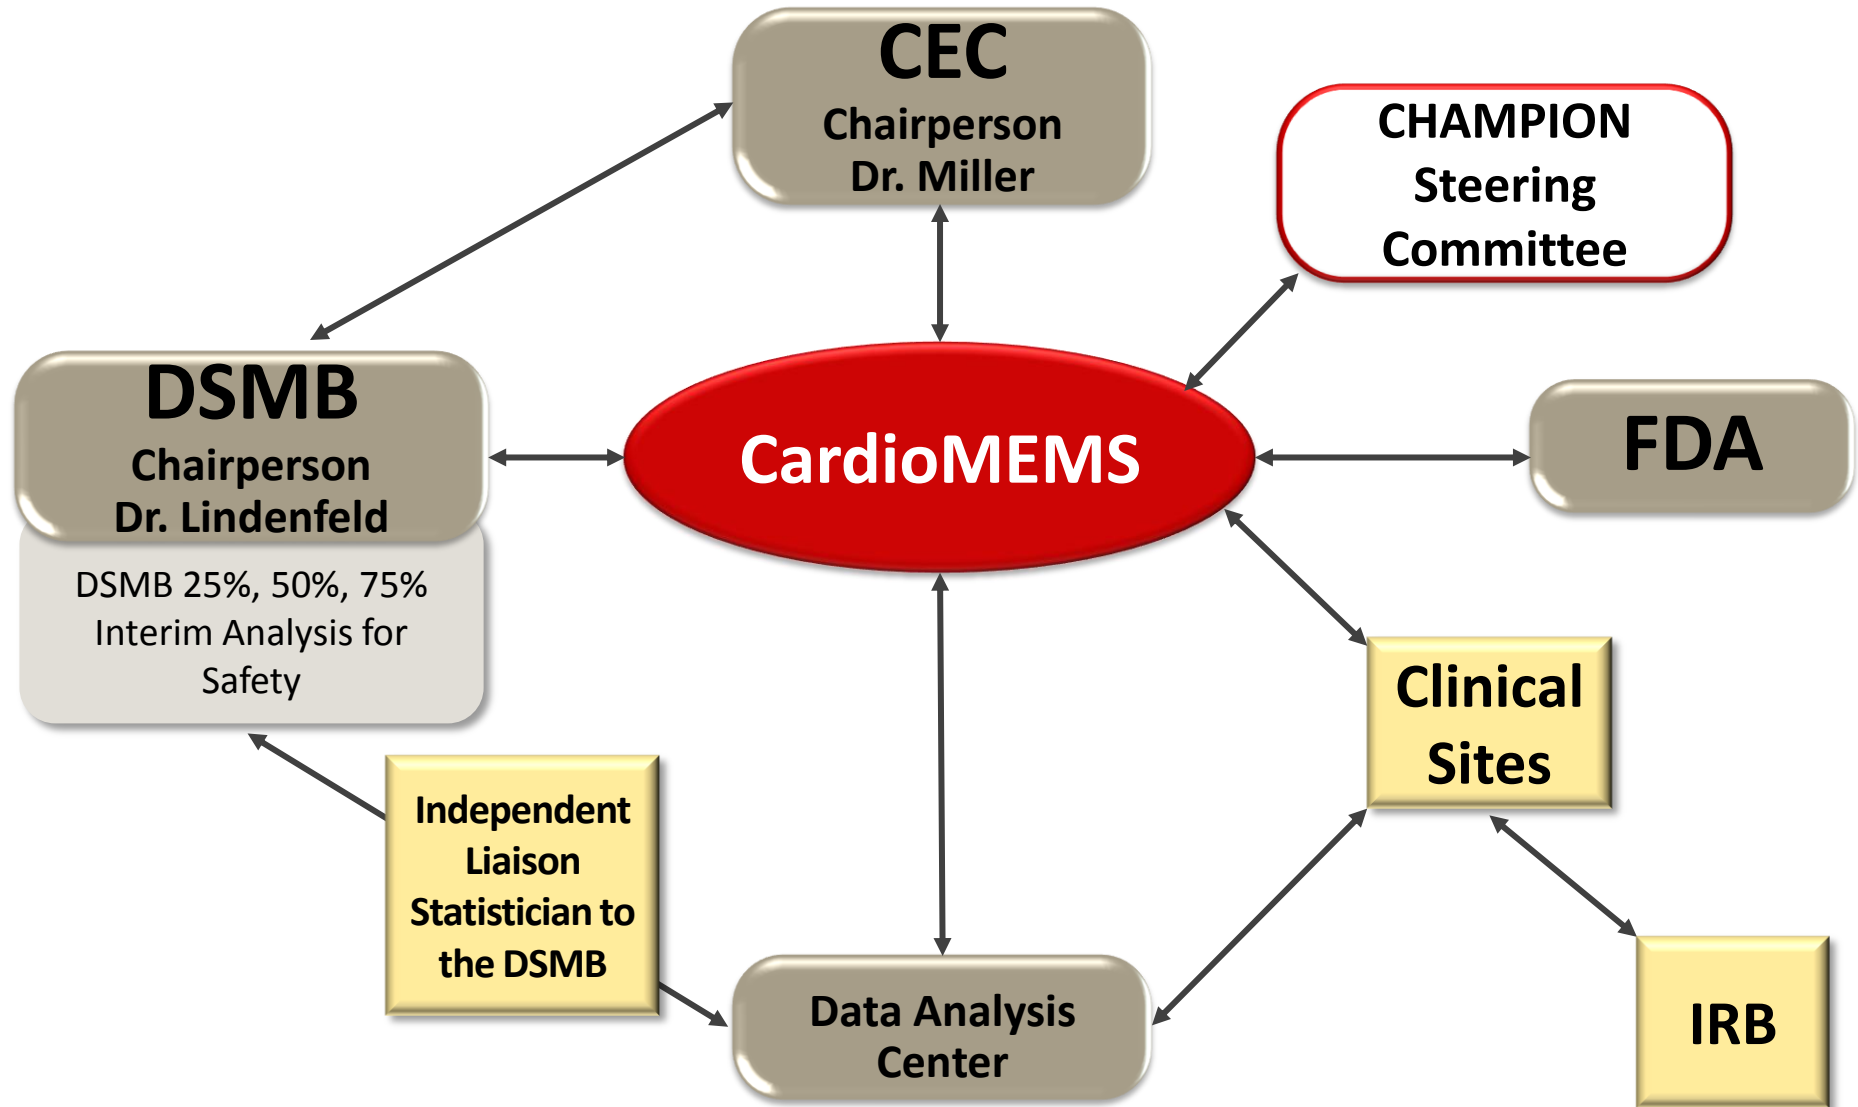 CEC
Chairperson
Dr. Miller
CHAMPION
Steering
Committee
DSMB
Chairperson
Dr. Lindenfeld
DSMB 25%, 50%, 75%
Interim Analysis for
Safety
CardioMEMS
FDA
Clinical
Sites
Independent
Liaison
Statistician to
the DSMB
Data Analysis
Center
IRB